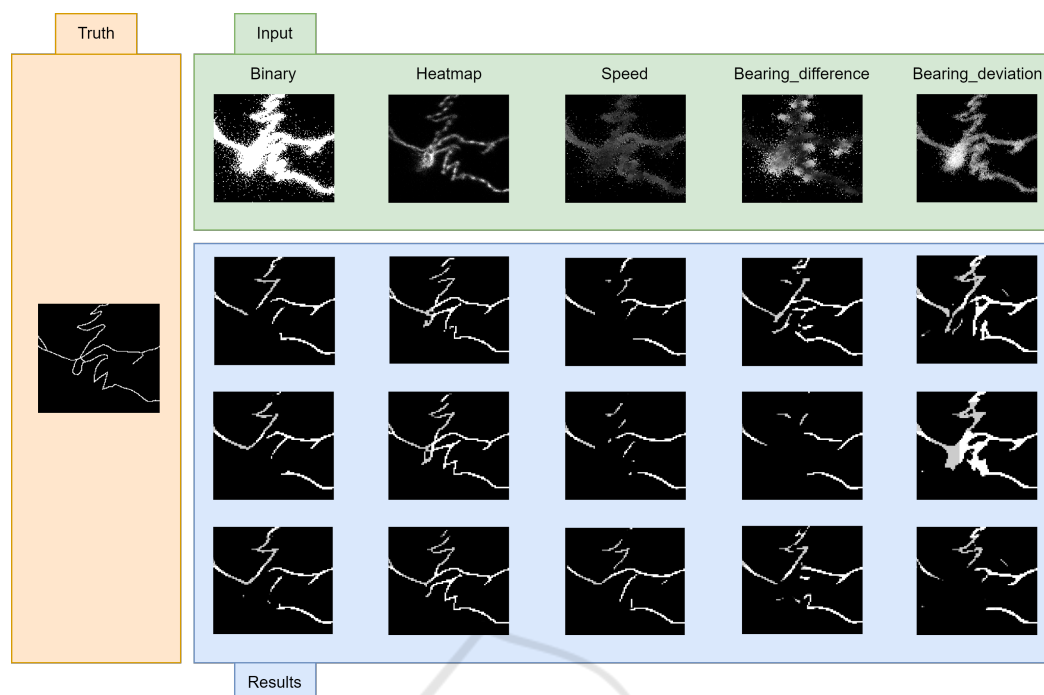 Truth
Input
Binary
Heatmap
Speed
Bearing_difference
Bearing_deviation
Results